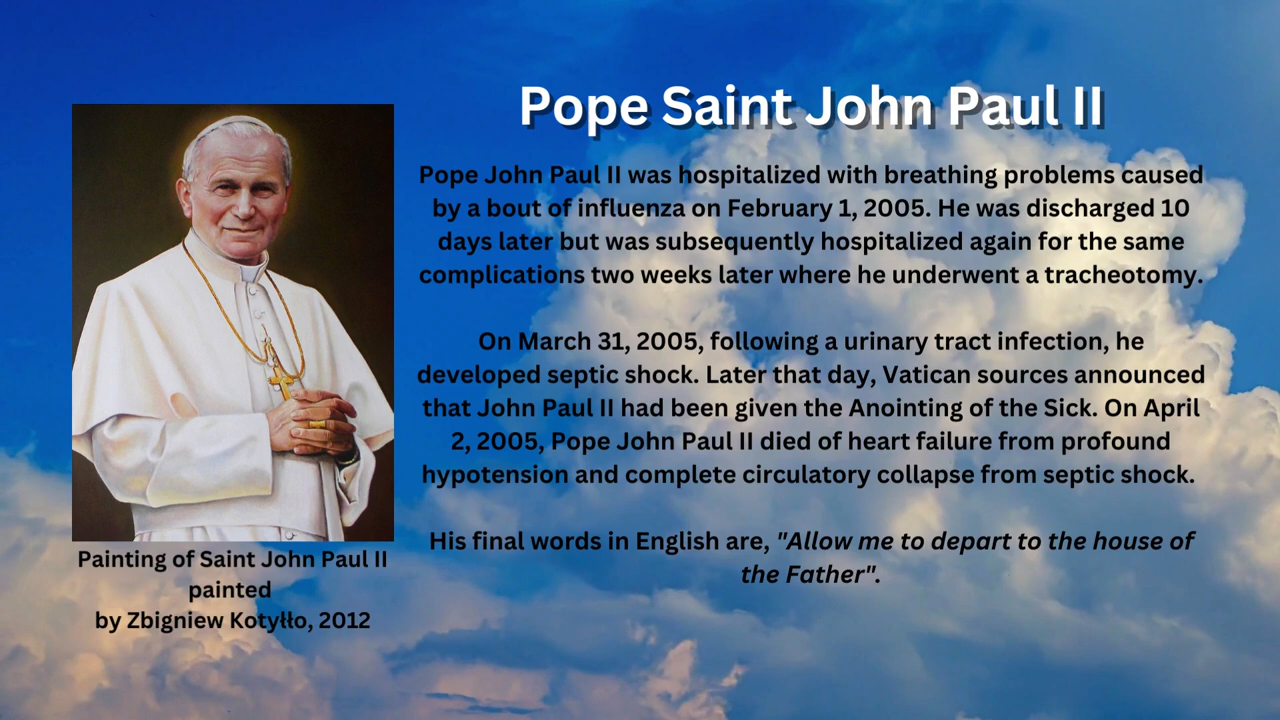 Pope Saint John Paul II
Pope John Paul II was hospitalized with breathing problems caused
by a bout of influenza on February 1, 2005. He was discharged 10
days later but was subsequently hospitalized again for the same
complications two weeks later where he underwent a tracheotomy.
On March 31, 2005, following a urinary tract infection, he
developed septic shock. Later that day, Vatican sources announced
that John Paul II had been given the Anointing of the Sick. On April
2, 2005, Pope John Paul II died of heart failure from profound
hypotension and complete circulatory collapse from septic shock.
His final words in English are, "Allow me to depart to the house of
the Father".
Painting of Saint John Paul II
painted
by Zbigniew Kotyłło, 2012